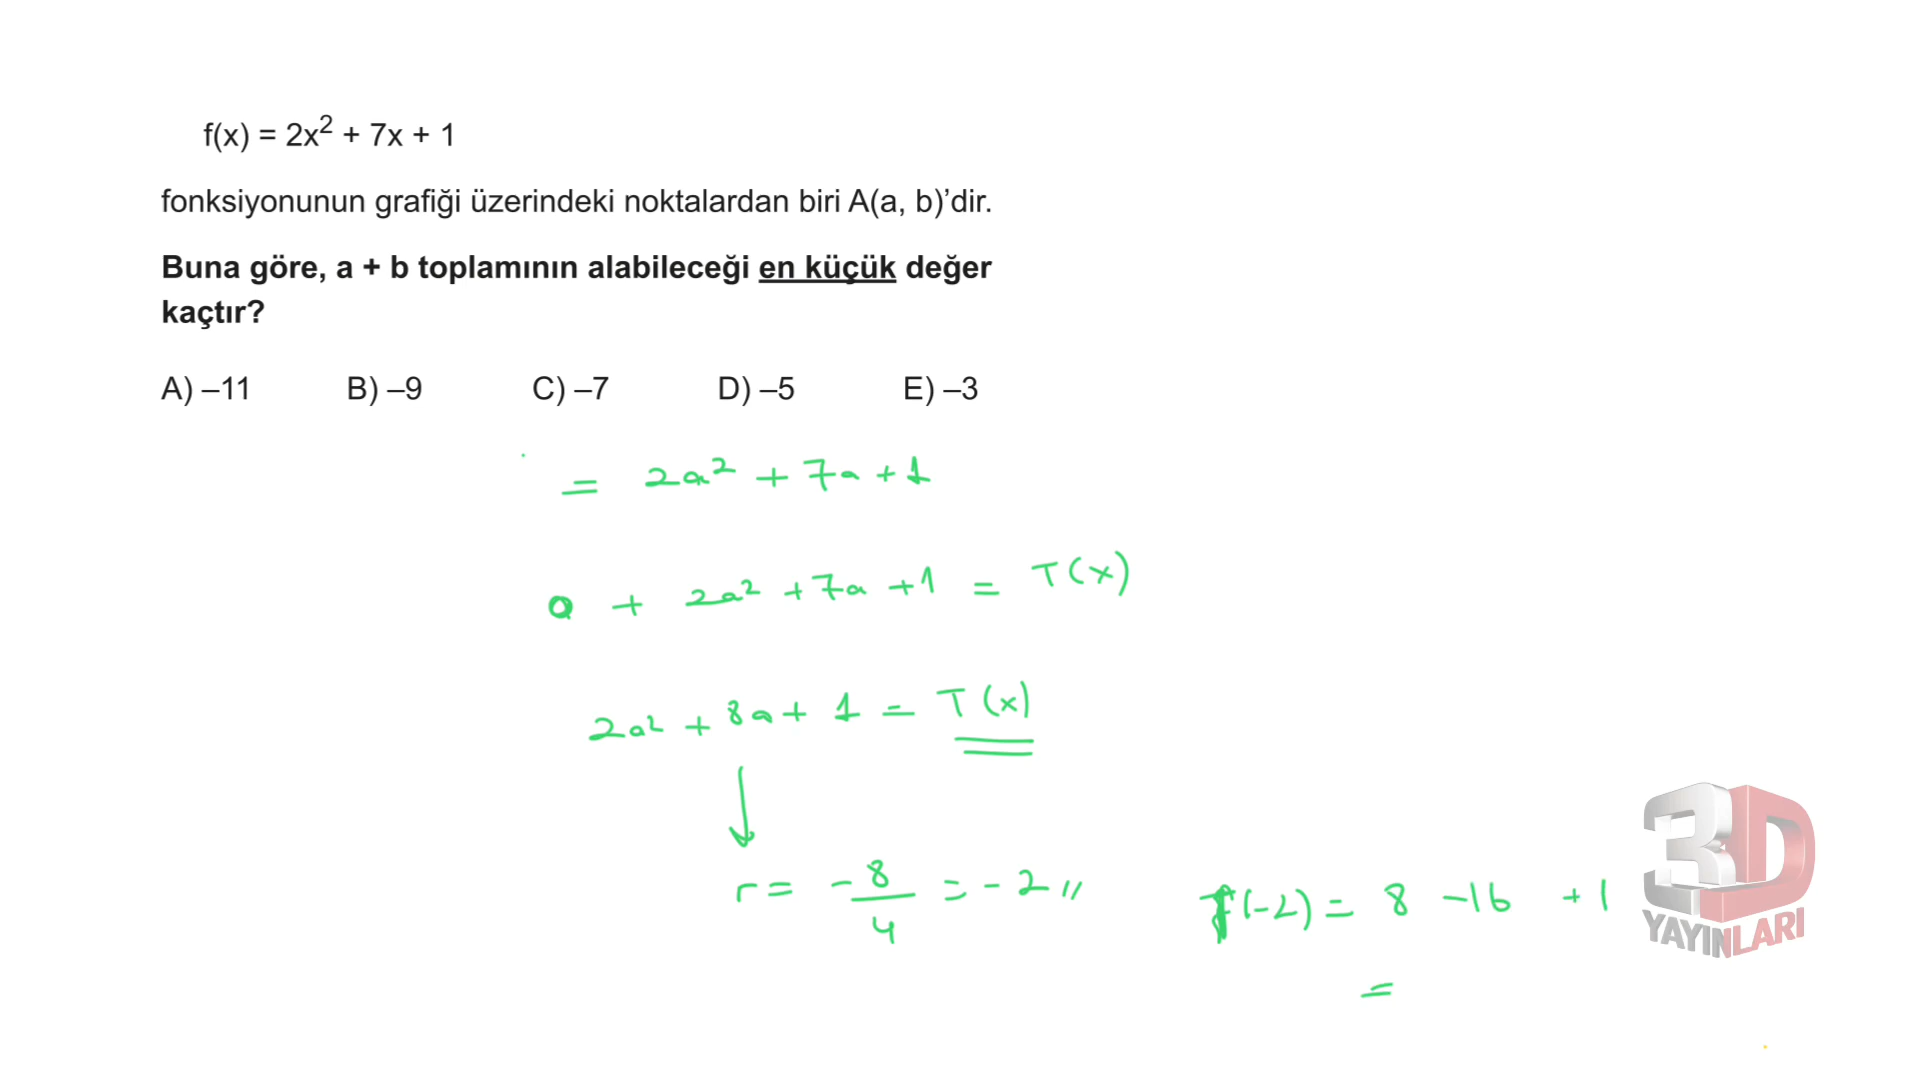 f(x) = 2x² + 7x + 1
fonksiyonunun grafiği üzerindeki noktalardan biri A(a, b)’dir.
Buna göre, a + b toplamının alabileceği en küçük değer
kaçtır?
A) –11 B) –9 C) –7 D) –5 E) –3
= 2a² + 7a + 1
a + 2a² + 7a + 1 = T(x)
2a² + 8a + 1 = T(x)
r = -8/4 = -2 //
T(-2) = 8 -16 + 1
=
3D
YAYINLARI